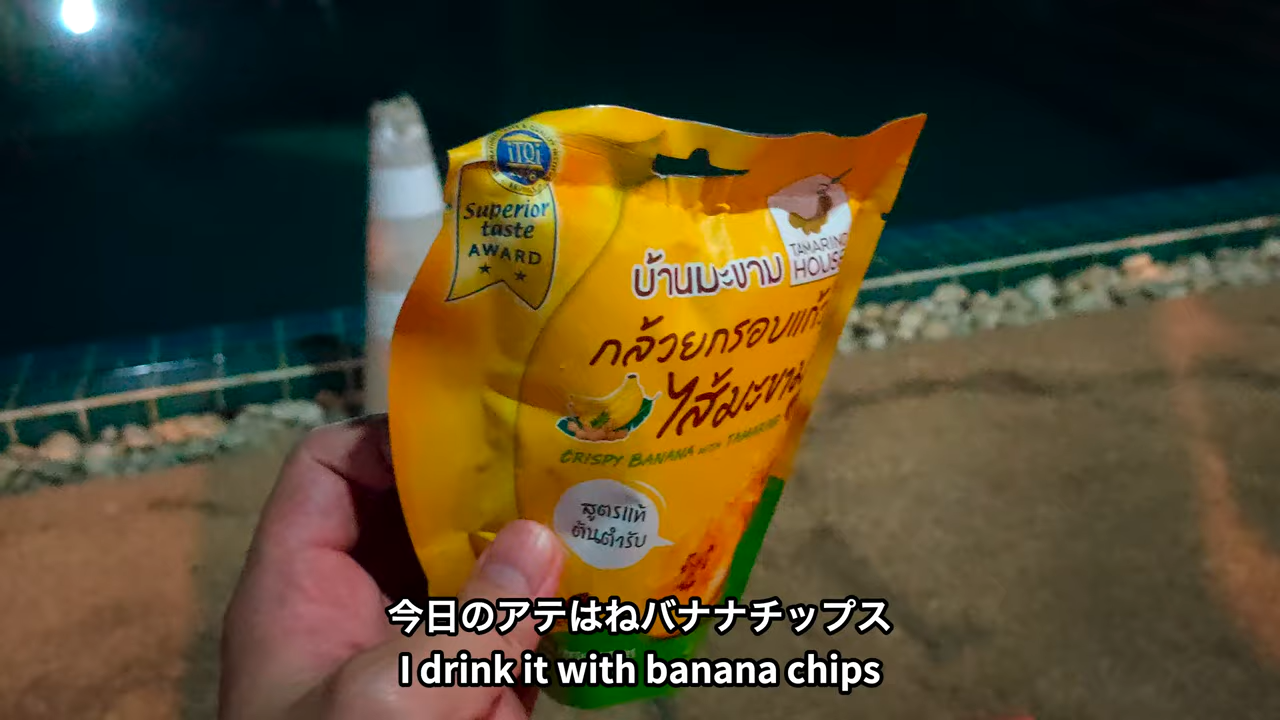 iTQi
Superior
taste
AWARD
TAMARIND
HOUSE
บ้านมะขาม
กล้วยกรอบแก้ว
ไส้มะขาม
CRISPY BANANA WITH TAMARIND
สูตรแท้
ต้นตำรับ
今日のアテはねバナナチップス
I drink it with banana chips